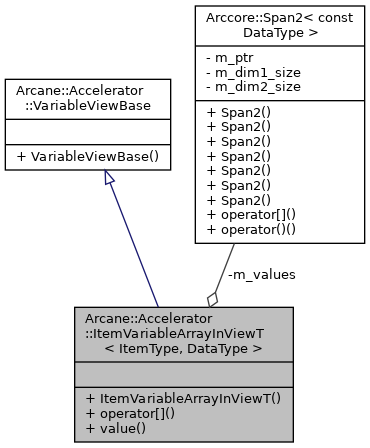 Arccore::Span2< const
DataType >
- m_ptr
- m_dim1_size
- m_dim2_size
+ Span2()
+ Span2()
+ Span2()
+ Span2()
+ Span2()
+ Span2()
+ Span2()
+ operator[]()
+ operator()()
Arcane::Accelerator
::VariableViewBase
+ VariableViewBase()
-m_values
Arcane::Accelerator
::ItemVariableArrayInViewT
< ItemType, DataType >
+ ItemVariableArrayInViewT()
+ operator[]()
+ value()